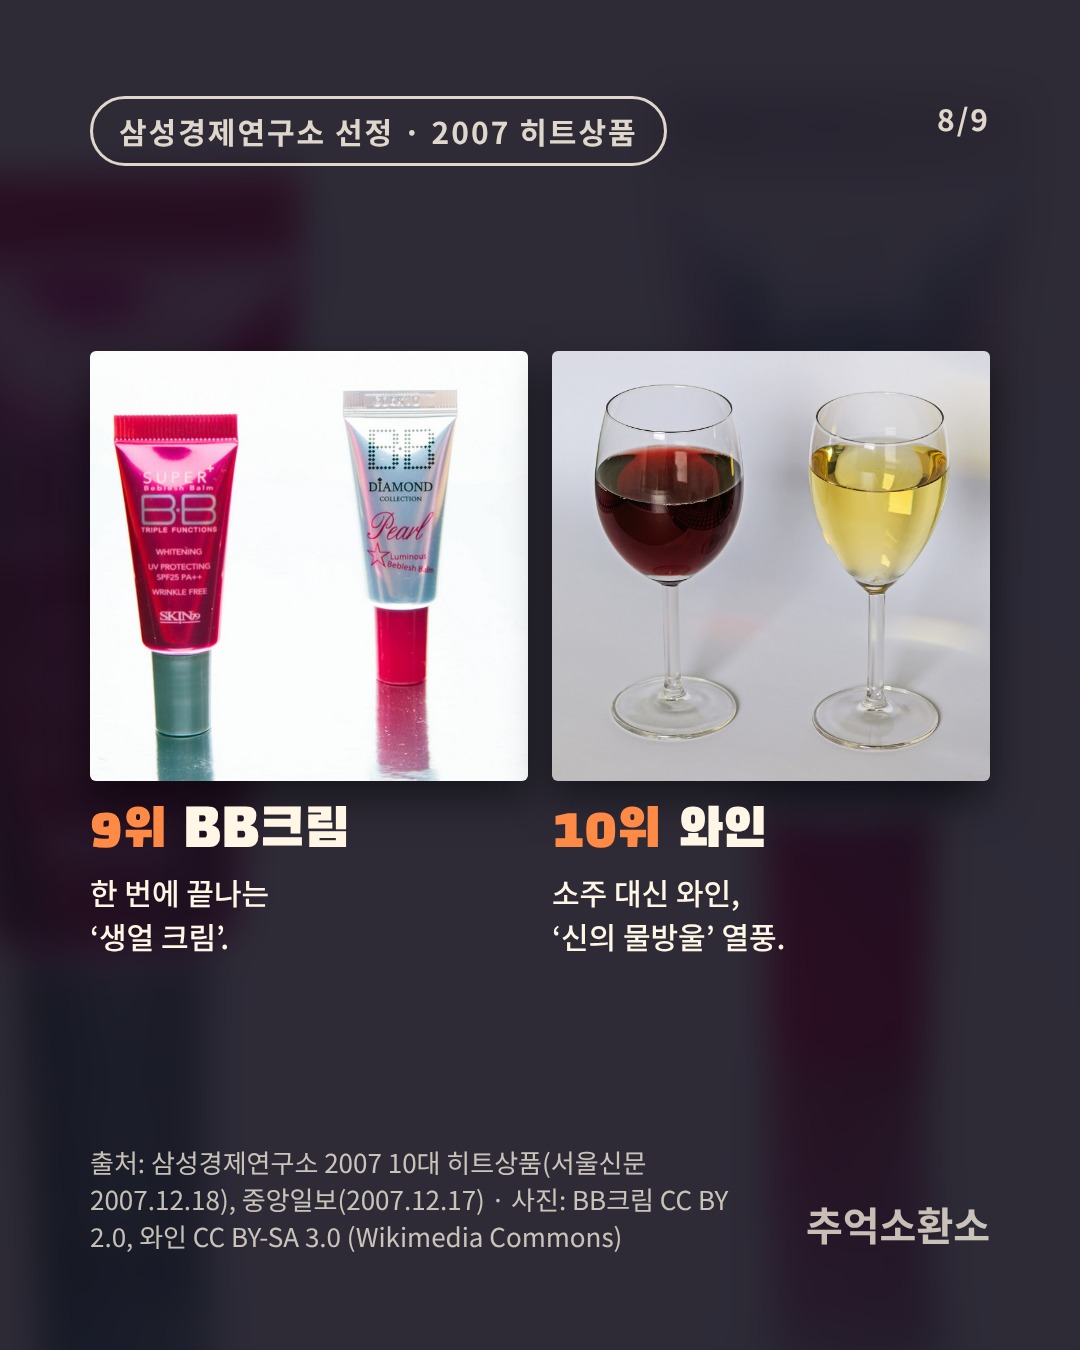 삼성경제연구소 선정 · 2007 히트상품
8/9
SUPER+
Beblesh Balm
B·B
TRIPLE FUNCTIONS
WHITENING
UV PROTECTING
SPF25 PA++
WRINKLE FREE
SKIN79
BB
DIAMOND
COLLECTION
Pearl
Luminous
Beblesh Balm
9위 BB크림
한 번에 끝나는
‘생얼 크림’.
10위 와인
소주 대신 와인,
‘신의 물방울’ 열풍.
출처: 삼성경제연구소 2007 10대 히트상품(서울신문
2007.12.18), 중앙일보(2007.12.17) · 사진: BB크림 CC BY
2.0, 와인 CC BY-SA 3.0 (Wikimedia Commons)
추억소환소